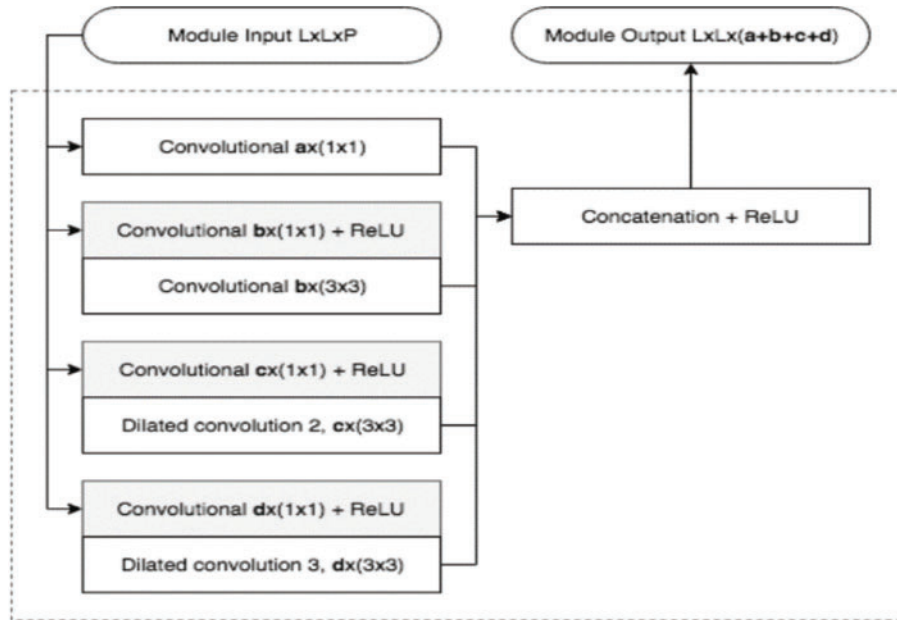 Module Input LxLxP
Module Output LxLx(a+b+c+d)
Convolutional ax(1x1)
Convolutional bx(1x1) + ReLU
Convolutional bx(3x3)
Concatenation + ReLU
Convolutional cx(1x1) + ReLU
Dilated convolution 2, cx(3x3)
Convolutional dx(1x1) + ReLU
Dilated convolution 3, dx(3x3)